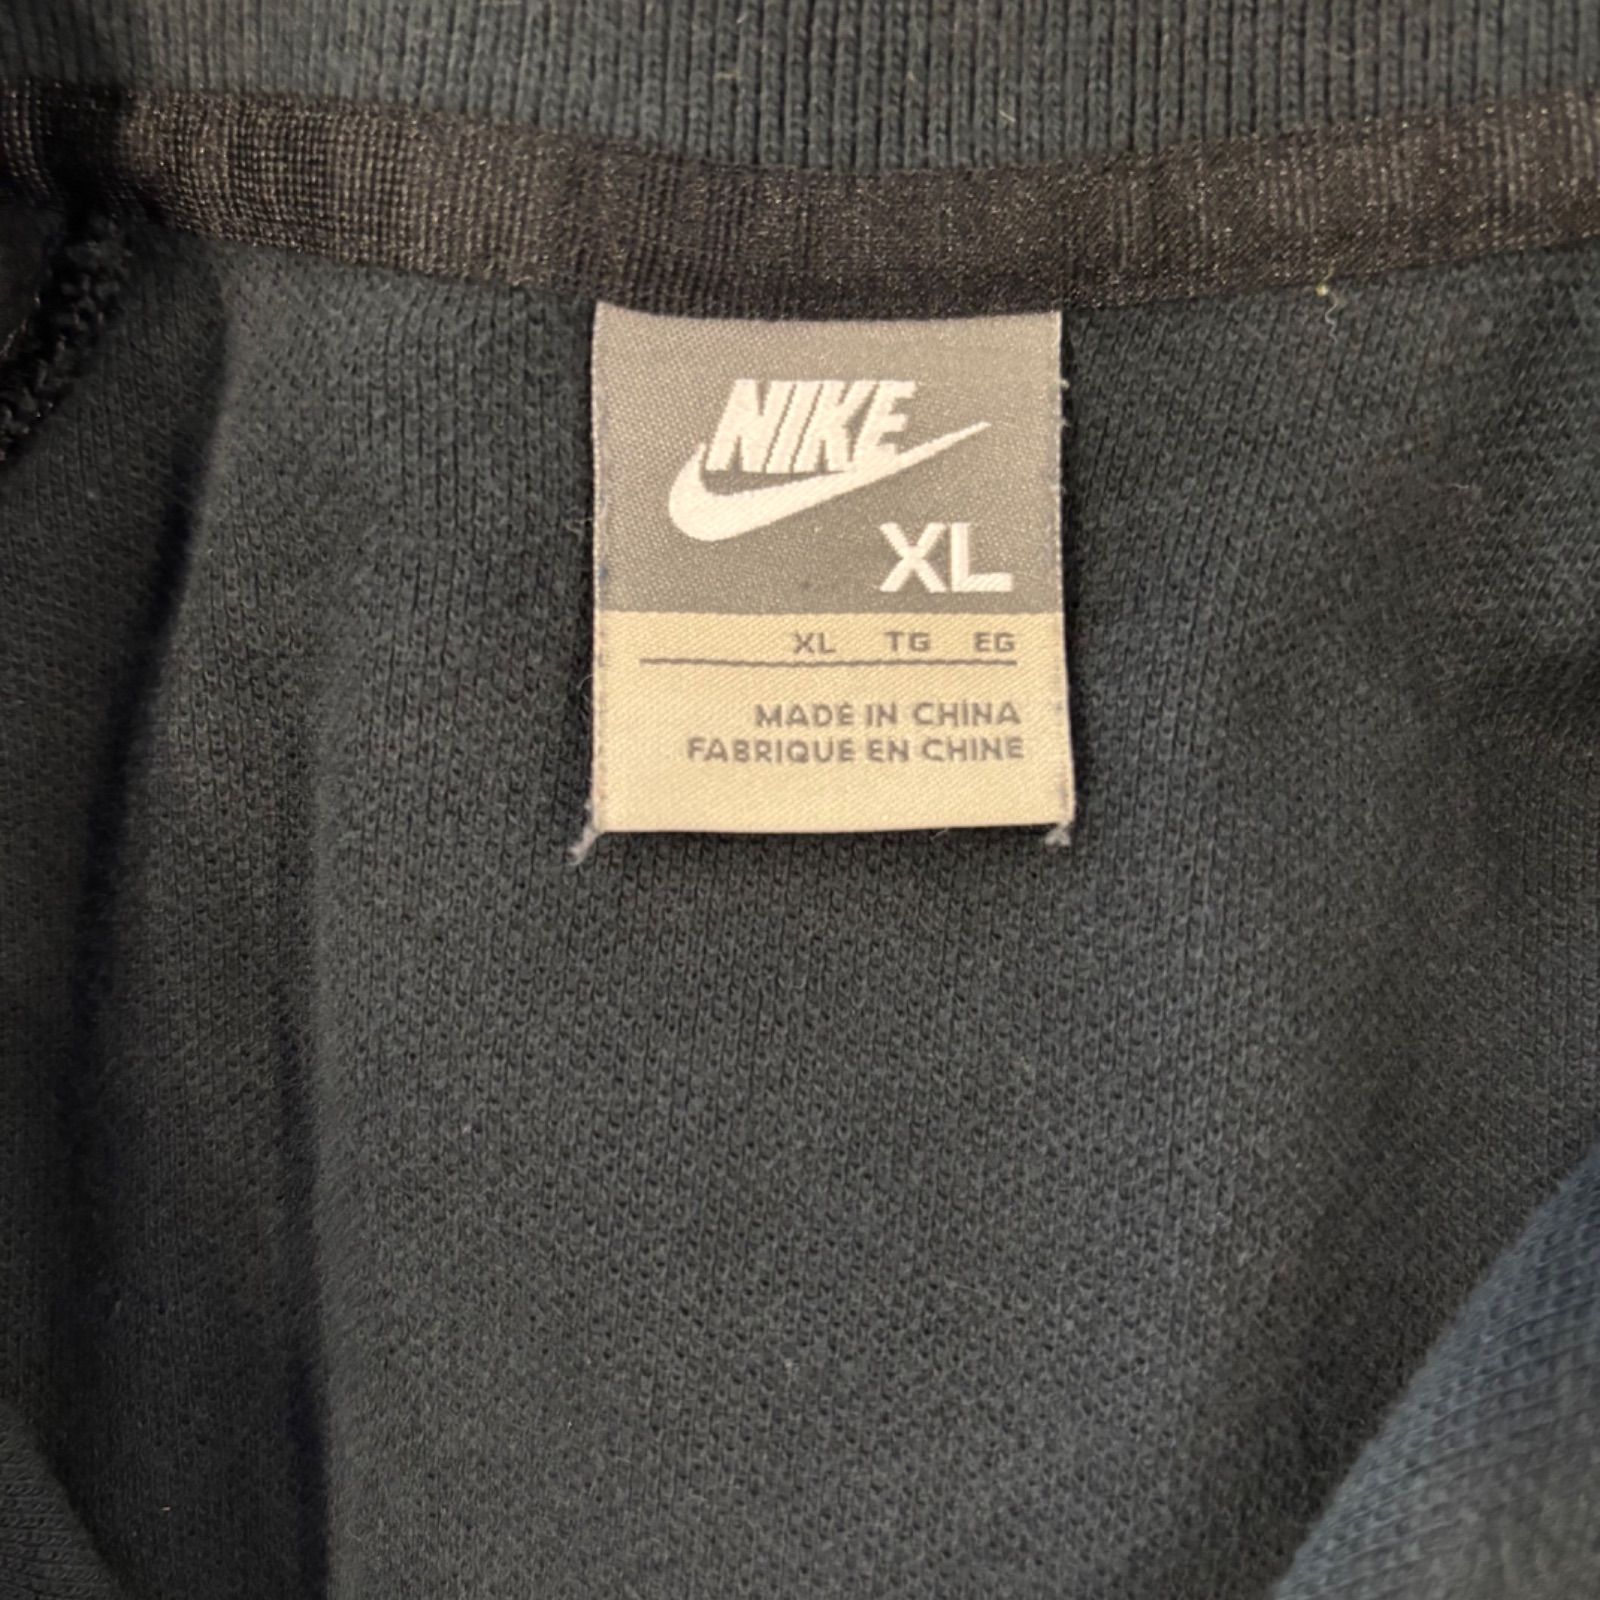 NIKE
XL
XL TG EG
MADE IN CHINA
FABRIQUE EN CHINE